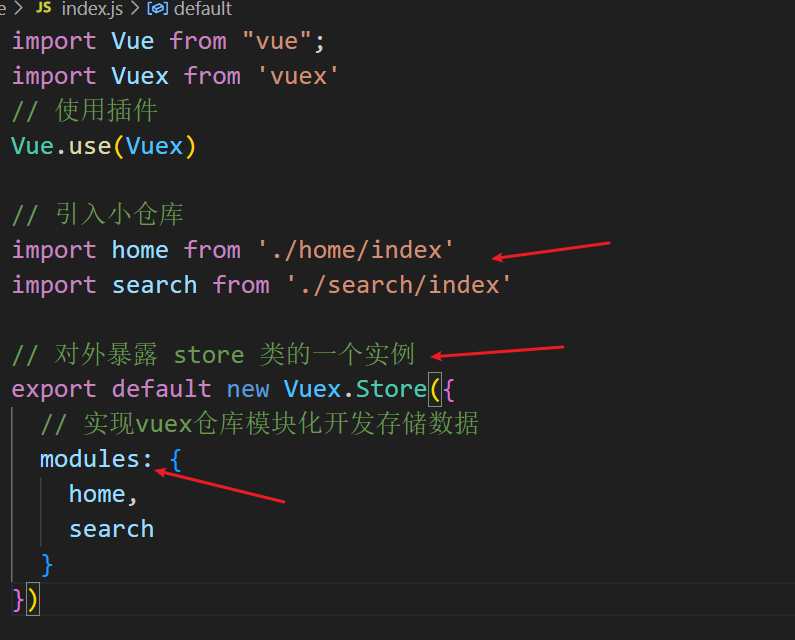 e > JS index.js > default
import Vue from "vue";
import Vuex from 'vuex'
// 使用插件
Vue.use(Vuex)
// 引入小仓库
import home from './home/index'
import search from './search/index'
// 对外暴露 store 类的一个实例
export default new Vuex.Store({
// 实现vuex仓库模块化开发存储数据
modules: {
home,
search
}
})